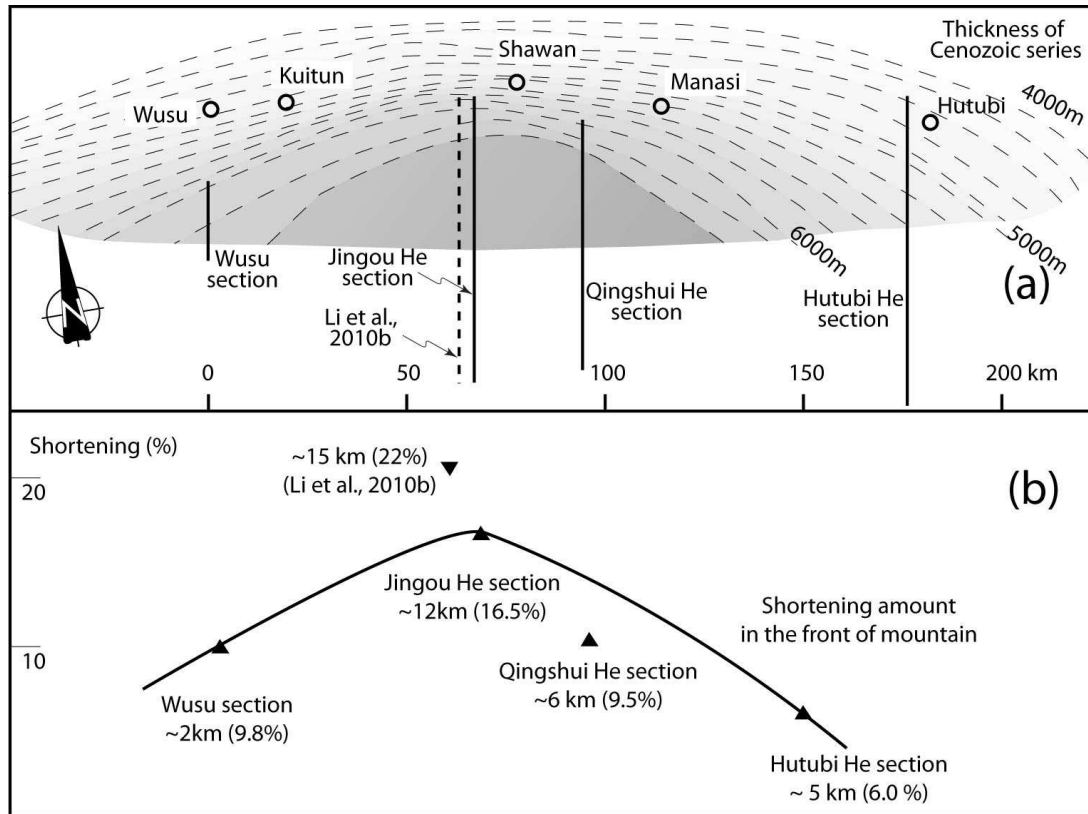 Thickness of
Cenozoic series
Shawan
Kuitun
Manasi
Wusu
Hutubi
4000m
5000m
6000m
Wusu
section
Jingou He
section
Li et al.,
2010b
Qingshui He
section
Hutubi He
section
(a)
N
0
50
100
150
200 km
Shortening (%)
20
10
~15 km (22%)
(Li et al., 2010b)
(b)
Jingou He section
~12km (16.5%)
Shortening amount
in the front of mountain
Qingshui He section
~6 km (9.5%)
Wusu section
~2km (9.8%)
Hutubi He section
~ 5 km (6.0 %)